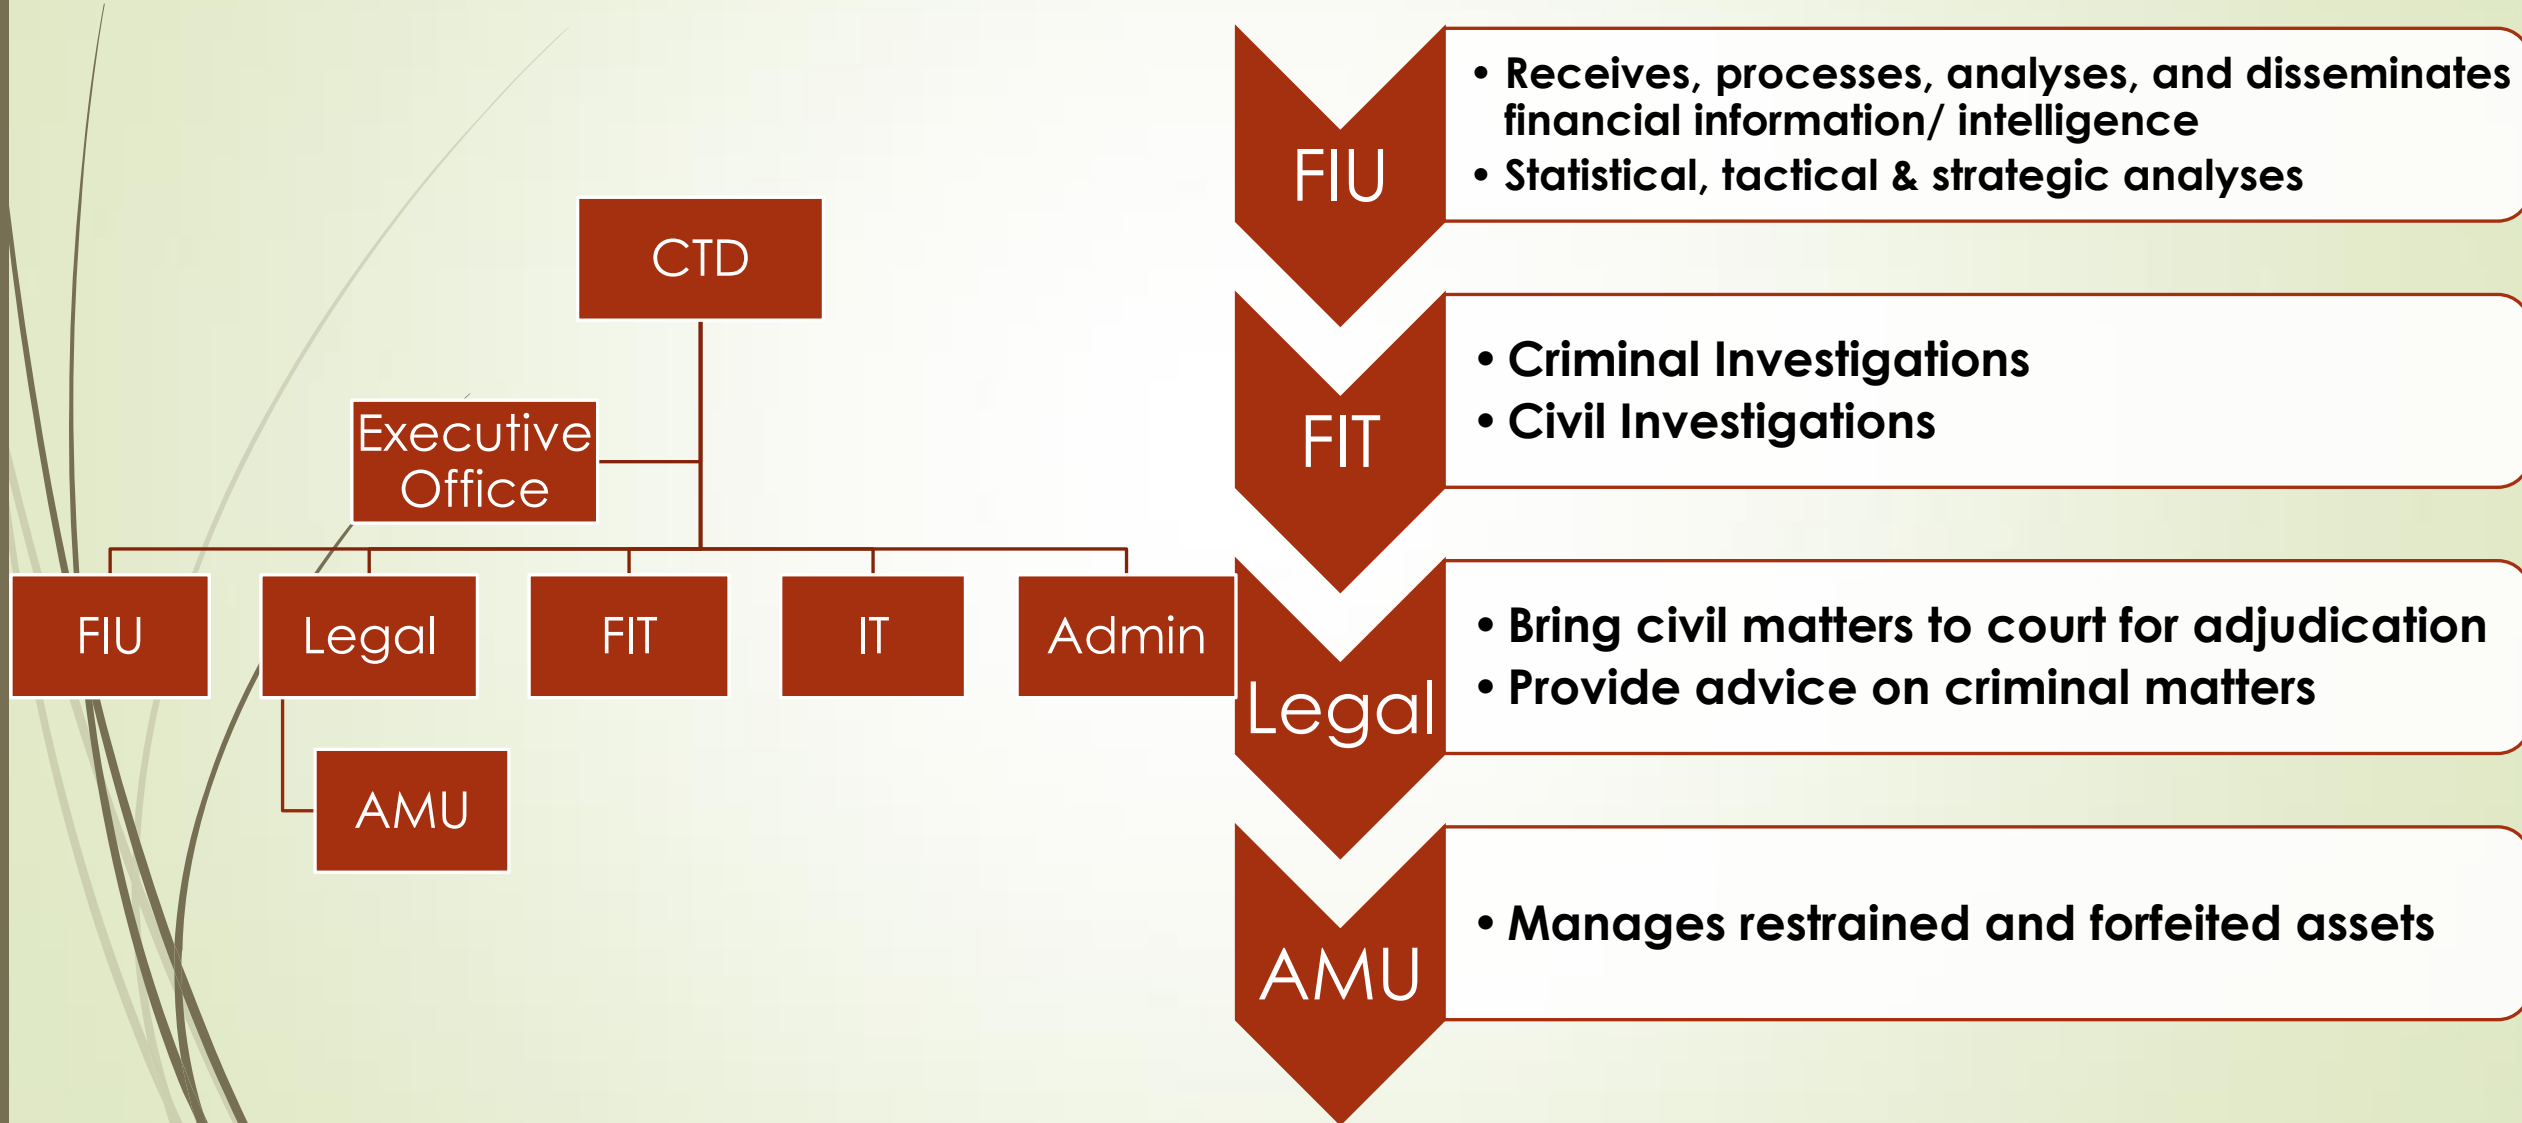 CTD
Executive
Office
FIU
Legal
FIT
IT
Admin
AMU
FIU
• Receives, processes, analyses, and disseminates
financial information/ intelligence
• Statistical, tactical & strategic analyses
FIT
• Criminal Investigations
• Civil Investigations
Legal
• Bring civil matters to court for adjudication
• Provide advice on criminal matters
AMU
• Manages restrained and forfeited assets